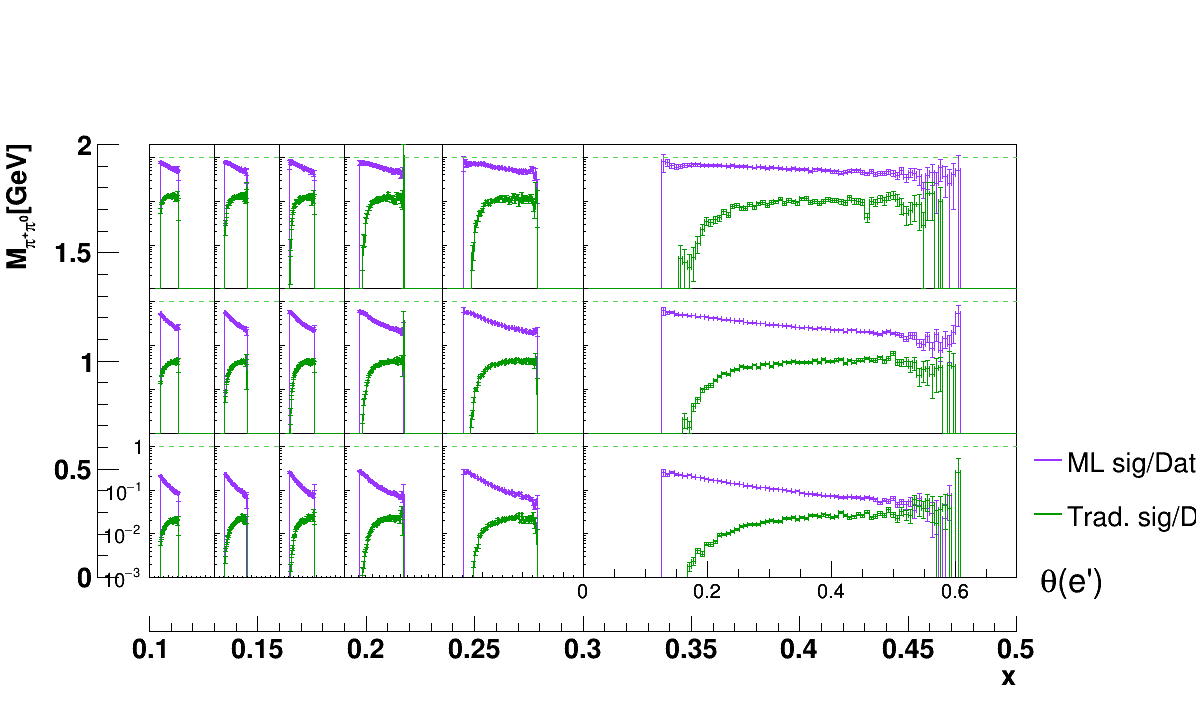 M_{π⁺π⁰}[GeV]
2
1.5
1
0.5
0
1
10⁻¹
10⁻²
10⁻³
ML sig/Dat
Trad. sig/D
0 0.2 0.4 0.6
θ(e')
0.1 0.15 0.2 0.25 0.3 0.35 0.4 0.45 0.5
x